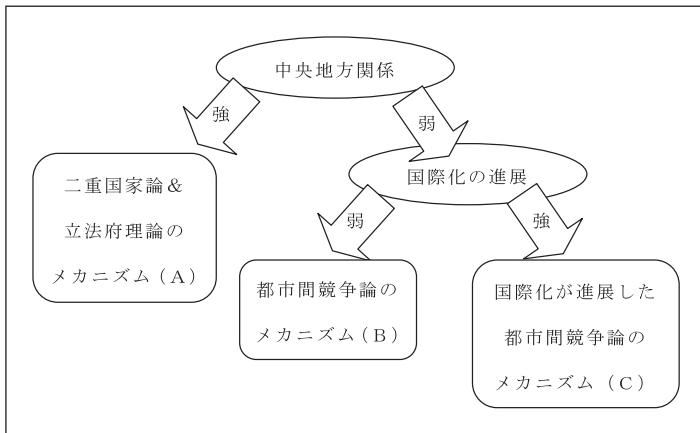 中央地方関係
強
弱
二重国家論＆
立法府理論の
メカニズム（A）
国際化の進展
弱
強
都市間競争論の
メカニズム（B）
国際化が進展した
都市間競争論の
メカニズム（C）